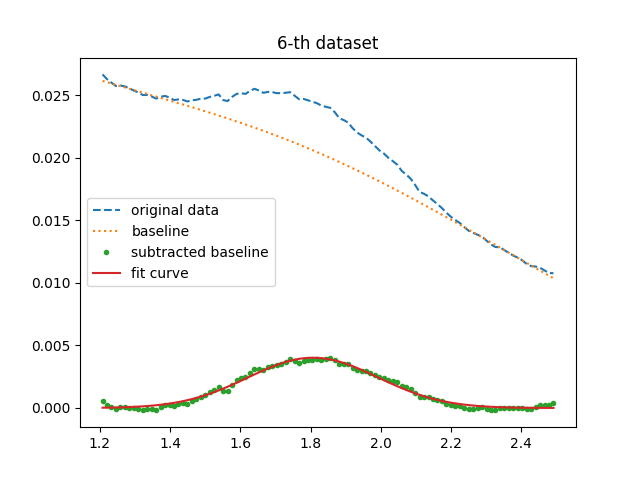 6-th dataset
0.025
0.020
0.015
0.010
0.005
0.000
original data
baseline
subtracted baseline
fit curve
1.2 1.4 1.6 1.8 2.0 2.2 2.4